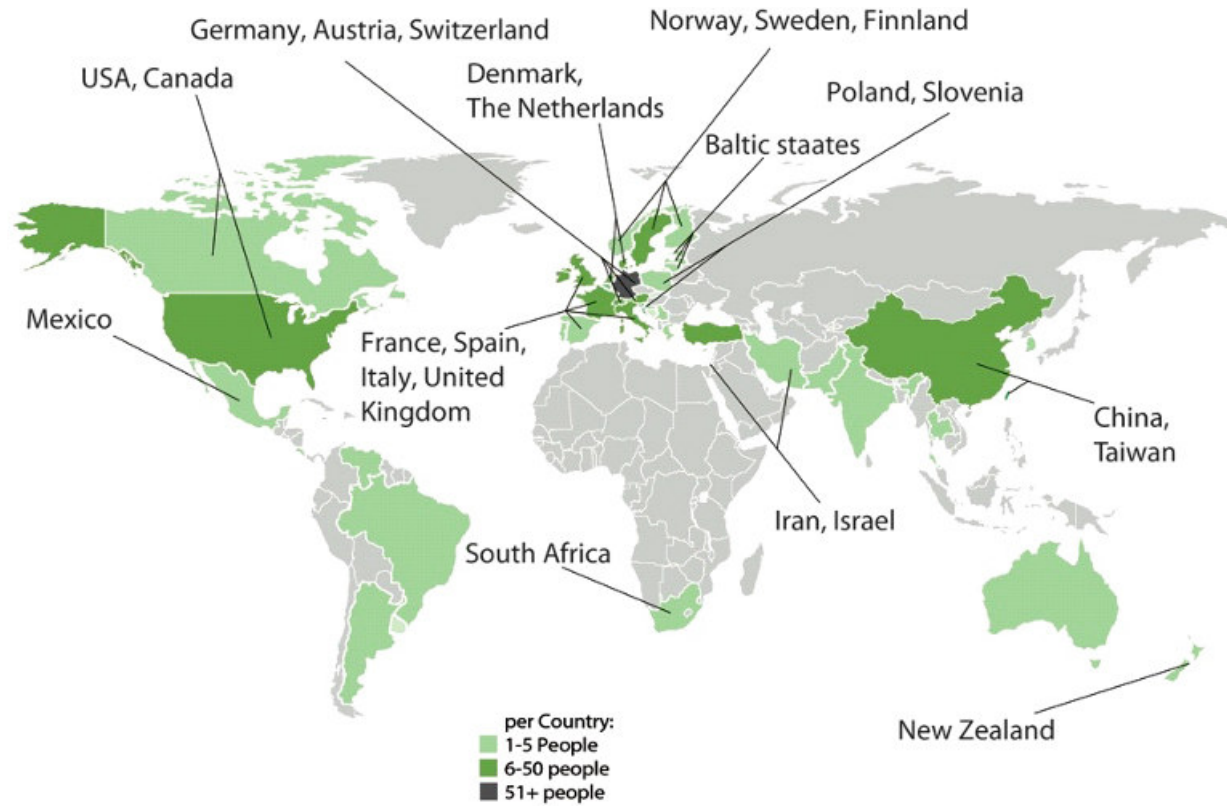 Norway, Sweden, Finnland
Germany, Austria, Switzerland
USA, Canada
Denmark,
The Netherlands
Poland, Slovenia
Baltic staates
Mexico
France, Spain,
Italy, United
Kingdom
China,
Taiwan
Iran, Israel
South Africa
New Zealand
per Country:
1-5 People
6-50 people
51+ people